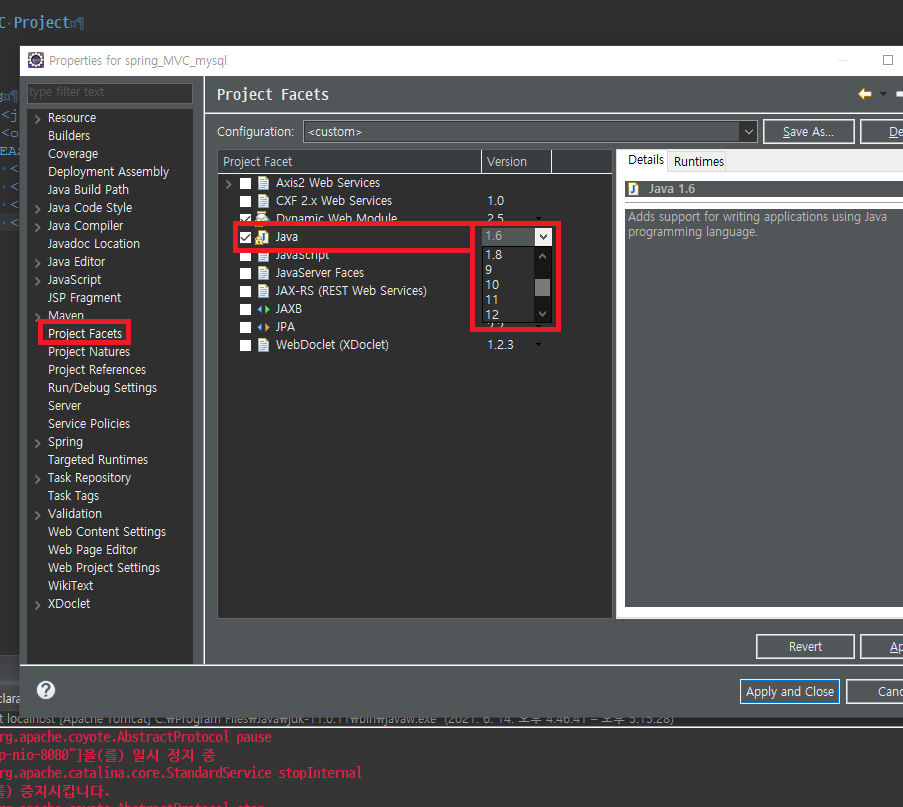 C Project
Properties for spring_MVC_mysql
type filter text
Resource
Builders
Coverage
Deployment Assembly
Java Build Path
Java Code Style
Java Compiler
Javadoc Location
Java Editor
JavaScript
JSP Fragment
Maven
Project Facets
Project Natures
Project References
Run/Debug Settings
Server
Service Policies
Spring
Targeted Runtimes
Task Repository
Task Tags
Validation
Web Content Settings
Web Page Editor
Web Project Settings
WikiText
XDoclet
Project Facets
Configuration: <custom> Save As... De
Project Facet Version
Axis2 Web Services
CXF 2.x Web Services 1.0
Dynamic Web Module 2.5
Java 1.6
JavaScript 1.8
JavaServer Faces 9
JAX-RS (REST Web Services) 10
JAXB 11
JPA 12
WebDoclet (XDoclet) 1.2.3
Details Runtimes
Java 1.6
Adds support for writing applications using Java
programming language.
Revert Ap
Apply and Close Canc
clara
t localhost [Apache Tomcat] C:₩Program Files₩Java₩jdk-11.0.11₩bin₩javaw.exe (2021. 6. 14. 오후 4:46:41 – 오후 5:15:28)
rg.apache.coyote.AbstractProtocol pause
p-nio-8080"]을(를) 일시 정지 중
rg.apache.catalina.core.StandardService stopInternal
) 중지시킵니다.
rg.apache.coyote.AbstractProtocol stop